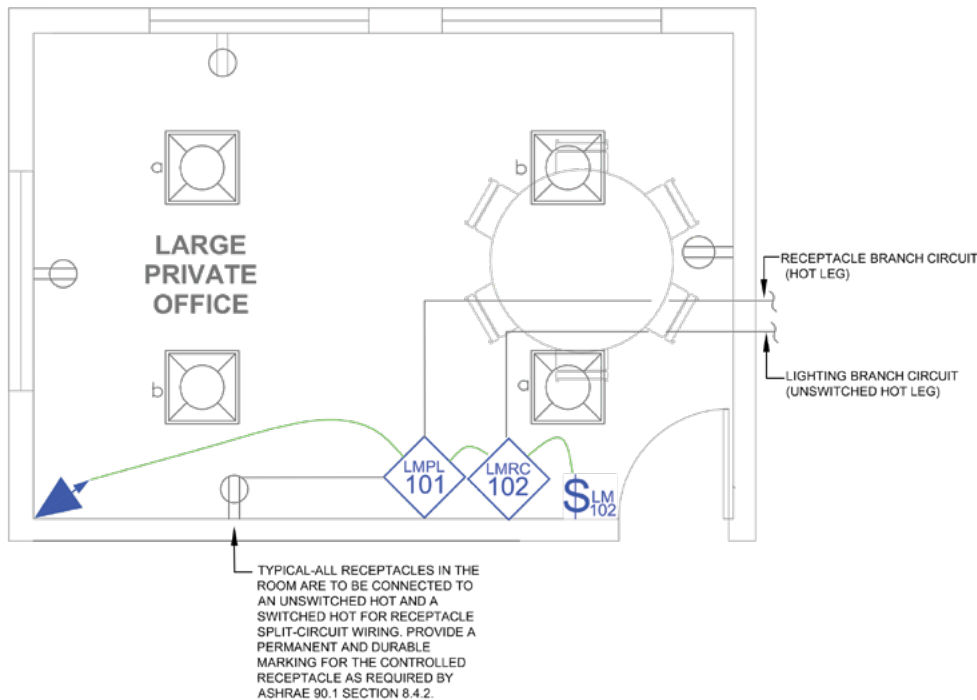 a
b
LARGE
PRIVATE
OFFICE
RECEPTACLE BRANCH CIRCUIT
(HOT LEG)
LIGHTING BRANCH CIRCUIT
(UNSWITCHED HOT LEG)
b
a
LMPL
101
LMRC
102
$ LM
102
TYPICAL-ALL RECEPTACLES IN THE
ROOM ARE TO BE CONNECTED TO
AN UNSWITCHED HOT AND A
SWITCHED HOT FOR RECEPTACLE
SPLIT-CIRCUIT WIRING. PROVIDE A
PERMANENT AND DURABLE
MARKING FOR THE CONTROLLED
RECEPTACLE AS REQUIRED BY
ASHRAE 90.1 SECTION 8.4.2.